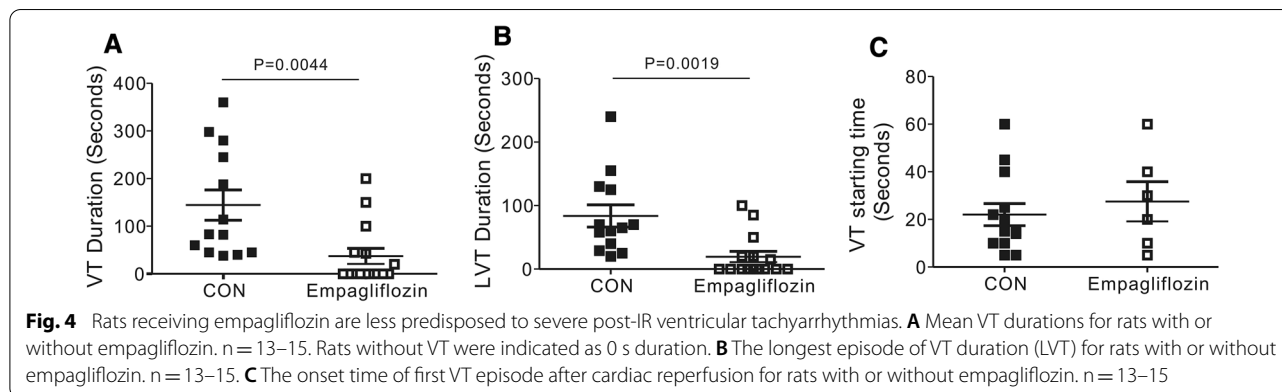 A
P=0.0044
VT Duration (Seconds)
400
300
200
100
0
CON
Empagliflozin
B
P=0.0019
LVT Duration (Seconds)
300
200
100
0
CON
Empagliflozin
C
VT starting time
(Seconds)
80
60
40
20
0
CON
Empagliflozin
Fig. 4 Rats receiving empagliflozin are less predisposed to severe post-IR ventricular tachyarrhythmias. A Mean VT durations for rats with or
without empagliflozin. n = 13–15. Rats without VT were indicated as 0 s duration. B The longest episode of VT duration (LVT) for rats with or without
empagliflozin. n = 13–15. C The onset time of first VT episode after cardiac reperfusion for rats with or without empagliflozin. n = 13–15